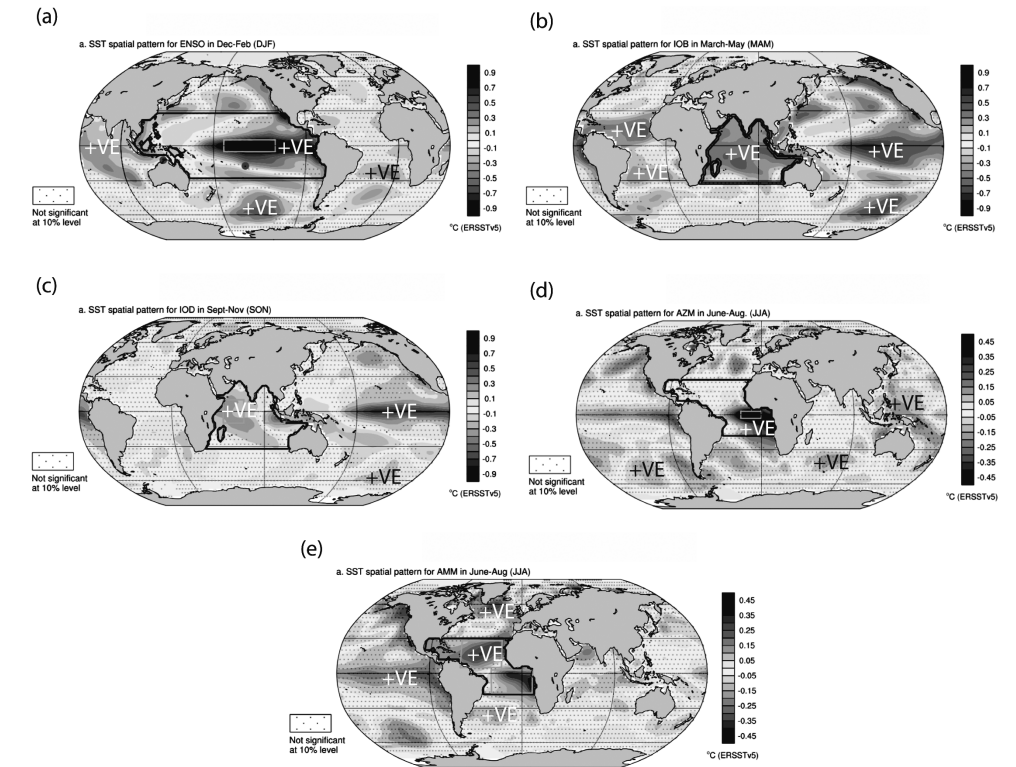 (a)
a. SST spatial pattern for ENSO in Dec-Feb (DJF)
+VE
+VE
+VE
+VE
0.9
0.7
0.5
0.3
0.1
-0.1
-0.3
-0.5
-0.7
-0.9
°C (ERSSTv5)
Not significant
at 10% level
(b)
a. SST spatial pattern for IOB in March-May (MAM)
+VE
+VE
+VE
+VE
+VE
0.9
0.7
0.5
0.3
0.1
-0.1
-0.3
-0.5
-0.7
-0.9
°C (ERSSTv5)
Not significant
at 10% level
(c)
a. SST spatial pattern for IOD in Sept-Nov (SON)
+VE
+VE
+VE
0.9
0.7
0.5
0.3
0.1
-0.1
-0.3
-0.5
-0.7
-0.9
°C (ERSSTv5)
Not significant
at 10% level
(d)
a. SST spatial pattern for AZM in June-Aug. (JJA)
+VE
+VE
+VE
+VE
0.45
0.35
0.25
0.15
0.05
-0.05
-0.15
-0.25
-0.35
-0.45
°C (ERSSTv5)
Not significant
at 10% level
(e)
a. SST spatial pattern for AMM in June-Aug (JJA)
+VE
+VE
+VE
+VE
0.45
0.35
0.25
0.15
0.05
-0.05
-0.15
-0.25
-0.35
-0.45
°C (ERSSTv5)
Not significant
at 10% level